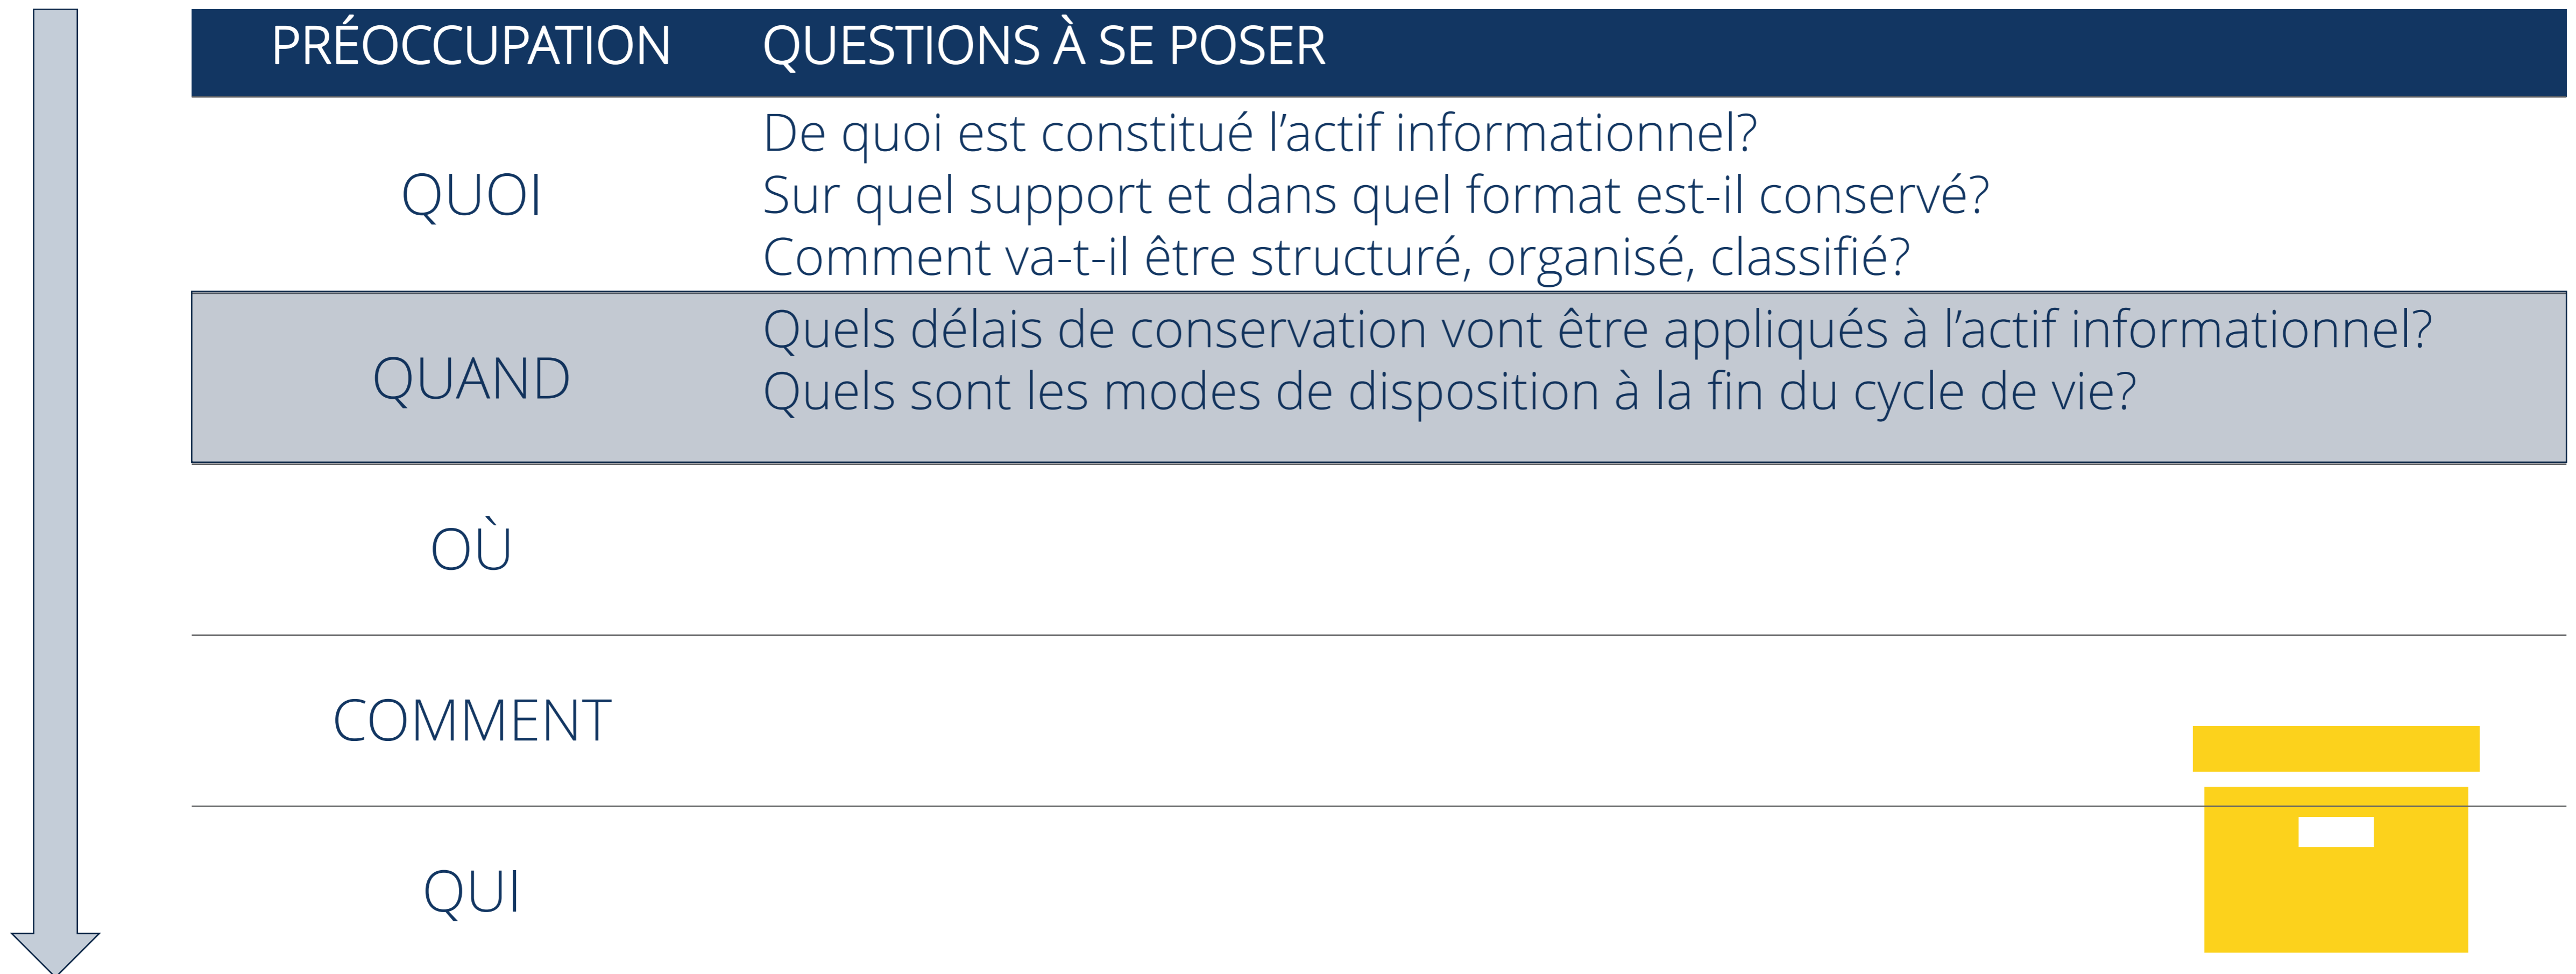 PRÉOCCUPATION QUESTIONS À SE POSER
QUOI
De quoi est constitué l’actif informationnel?
Sur quel support et dans quel format est-il conservé?
Comment va-t-il être structuré, organisé, classifié?
QUAND
Quels délais de conservation vont être appliqués à l’actif informationnel?
Quels sont les modes de disposition à la fin du cycle de vie?
OÙ
COMMENT
QUI